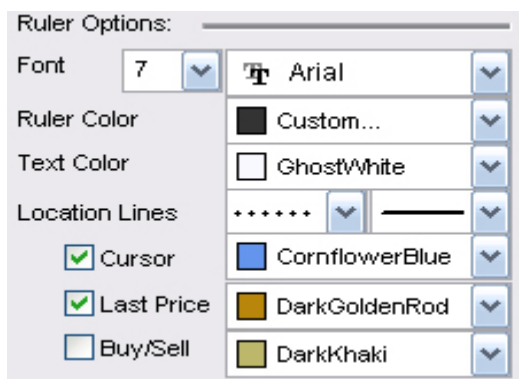 Ruler Options:
Font 7 Arial
Ruler Color Custom...
Text Color GhostWhite
Location Lines
Cursor CornflowerBlue
Last Price DarkGoldenRod
Buy/Sell DarkKhaki